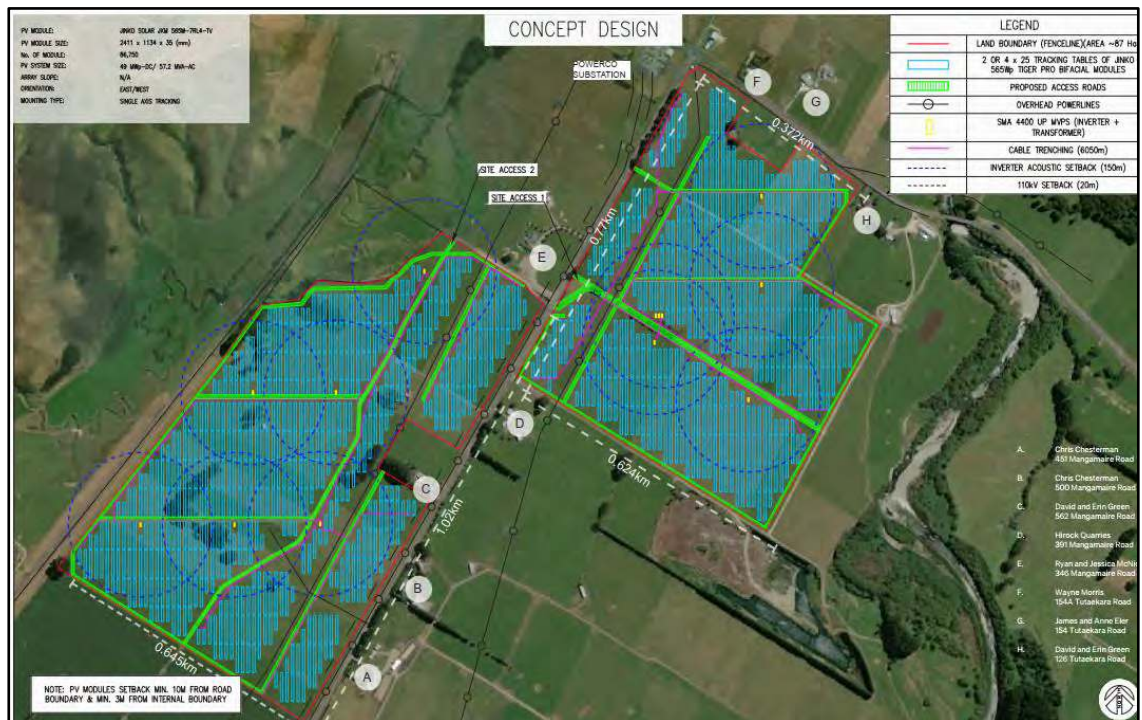 CONCEPT DESIGN
PV MODULE: JINKO SOLAR JKM 565M-7RL4-TV
PV MODULE SIZE: 2411 x 1134 x 35 (mm)
No. OF MODULE: 86,750
PV SYSTEM SIZE: 49 MWp-DC/ 57.2 MVA-AC
ARRAY SLOPE: N/A
ORIENTATION: EAST/WEST
MOUNTING TYPE: SINGLE AXIS TRACKING
LEGEND
LAND BOUNDARY (FENCELINE)(AREA ~87 Ha
2 OR 4 x 25 TRACKING TABLES OF JINKO
565Wp TIGER PRO BIFACIAL MODULES
PROPOSED ACCESS ROADS
OVERHEAD POWERLINES
SMA 4400 UP MVPS (INVERTER +
TRANSFORMER)
CABLE TRENCHING (6050m)
INVERTER ACOUSTIC SETBACK (150m)
110kV SETBACK (20m)
POWERCO
SUBSTATION
F
G
0.372km
H
SITE ACCESS 2
SITE ACCESS 1
0.77km
E
D
0.624km
C
1.02km
B
A
0.645km
A. Chris Chesterman
451 Mangamaire Road
B. Chris Chesterman
500 Mangamaire Road
C. David and Erin Green
562 Mangamaire Road
D. Hirock Quarries
391 Mangamaire Road
E. Ryan and Jessica McNi
346 Mangamaire Road
F. Wayne Morris
154A Tutaekara Road
G. James and Anne Eler
154 Tutaekara Road
H. David and Erin Green
126 Tutaekara Road
NOTE: PV MODULES SETBACK MIN. 10M FROM ROAD
BOUNDARY & MIN. 3M FROM INTERNAL BOUNDARY